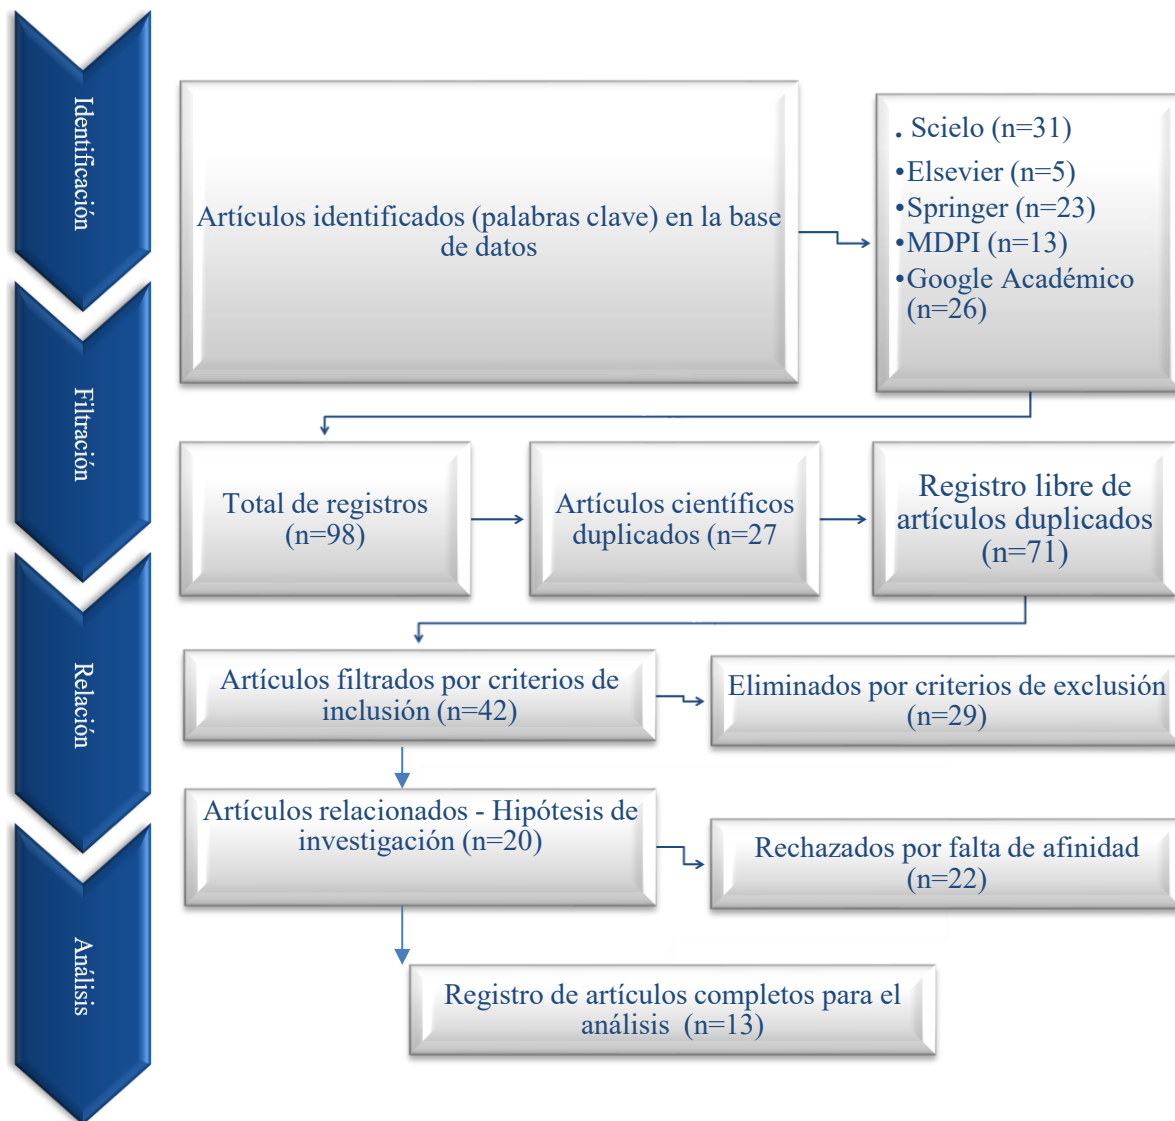 Identificación
Artículos identificados (palabras clave) en la base
de datos
. Scielo (n=31)
•Elsevier (n=5)
•Springer (n=23)
•MDPI (n=13)
•Google Académico
(n=26)
Filtración
Total de registros
(n=98)
Artículos científicos
duplicados (n=27
Registro libre de
artículos duplicados
(n=71)
Relación
Artículos filtrados por criterios de
inclusión (n=42)
Eliminados por criterios de exclusión
(n=29)
Artículos relacionados - Hipótesis de
investigación (n=20)
Rechazados por falta de afinidad
(n=22)
Análisis
Registro de artículos completos para el
análisis (n=13)